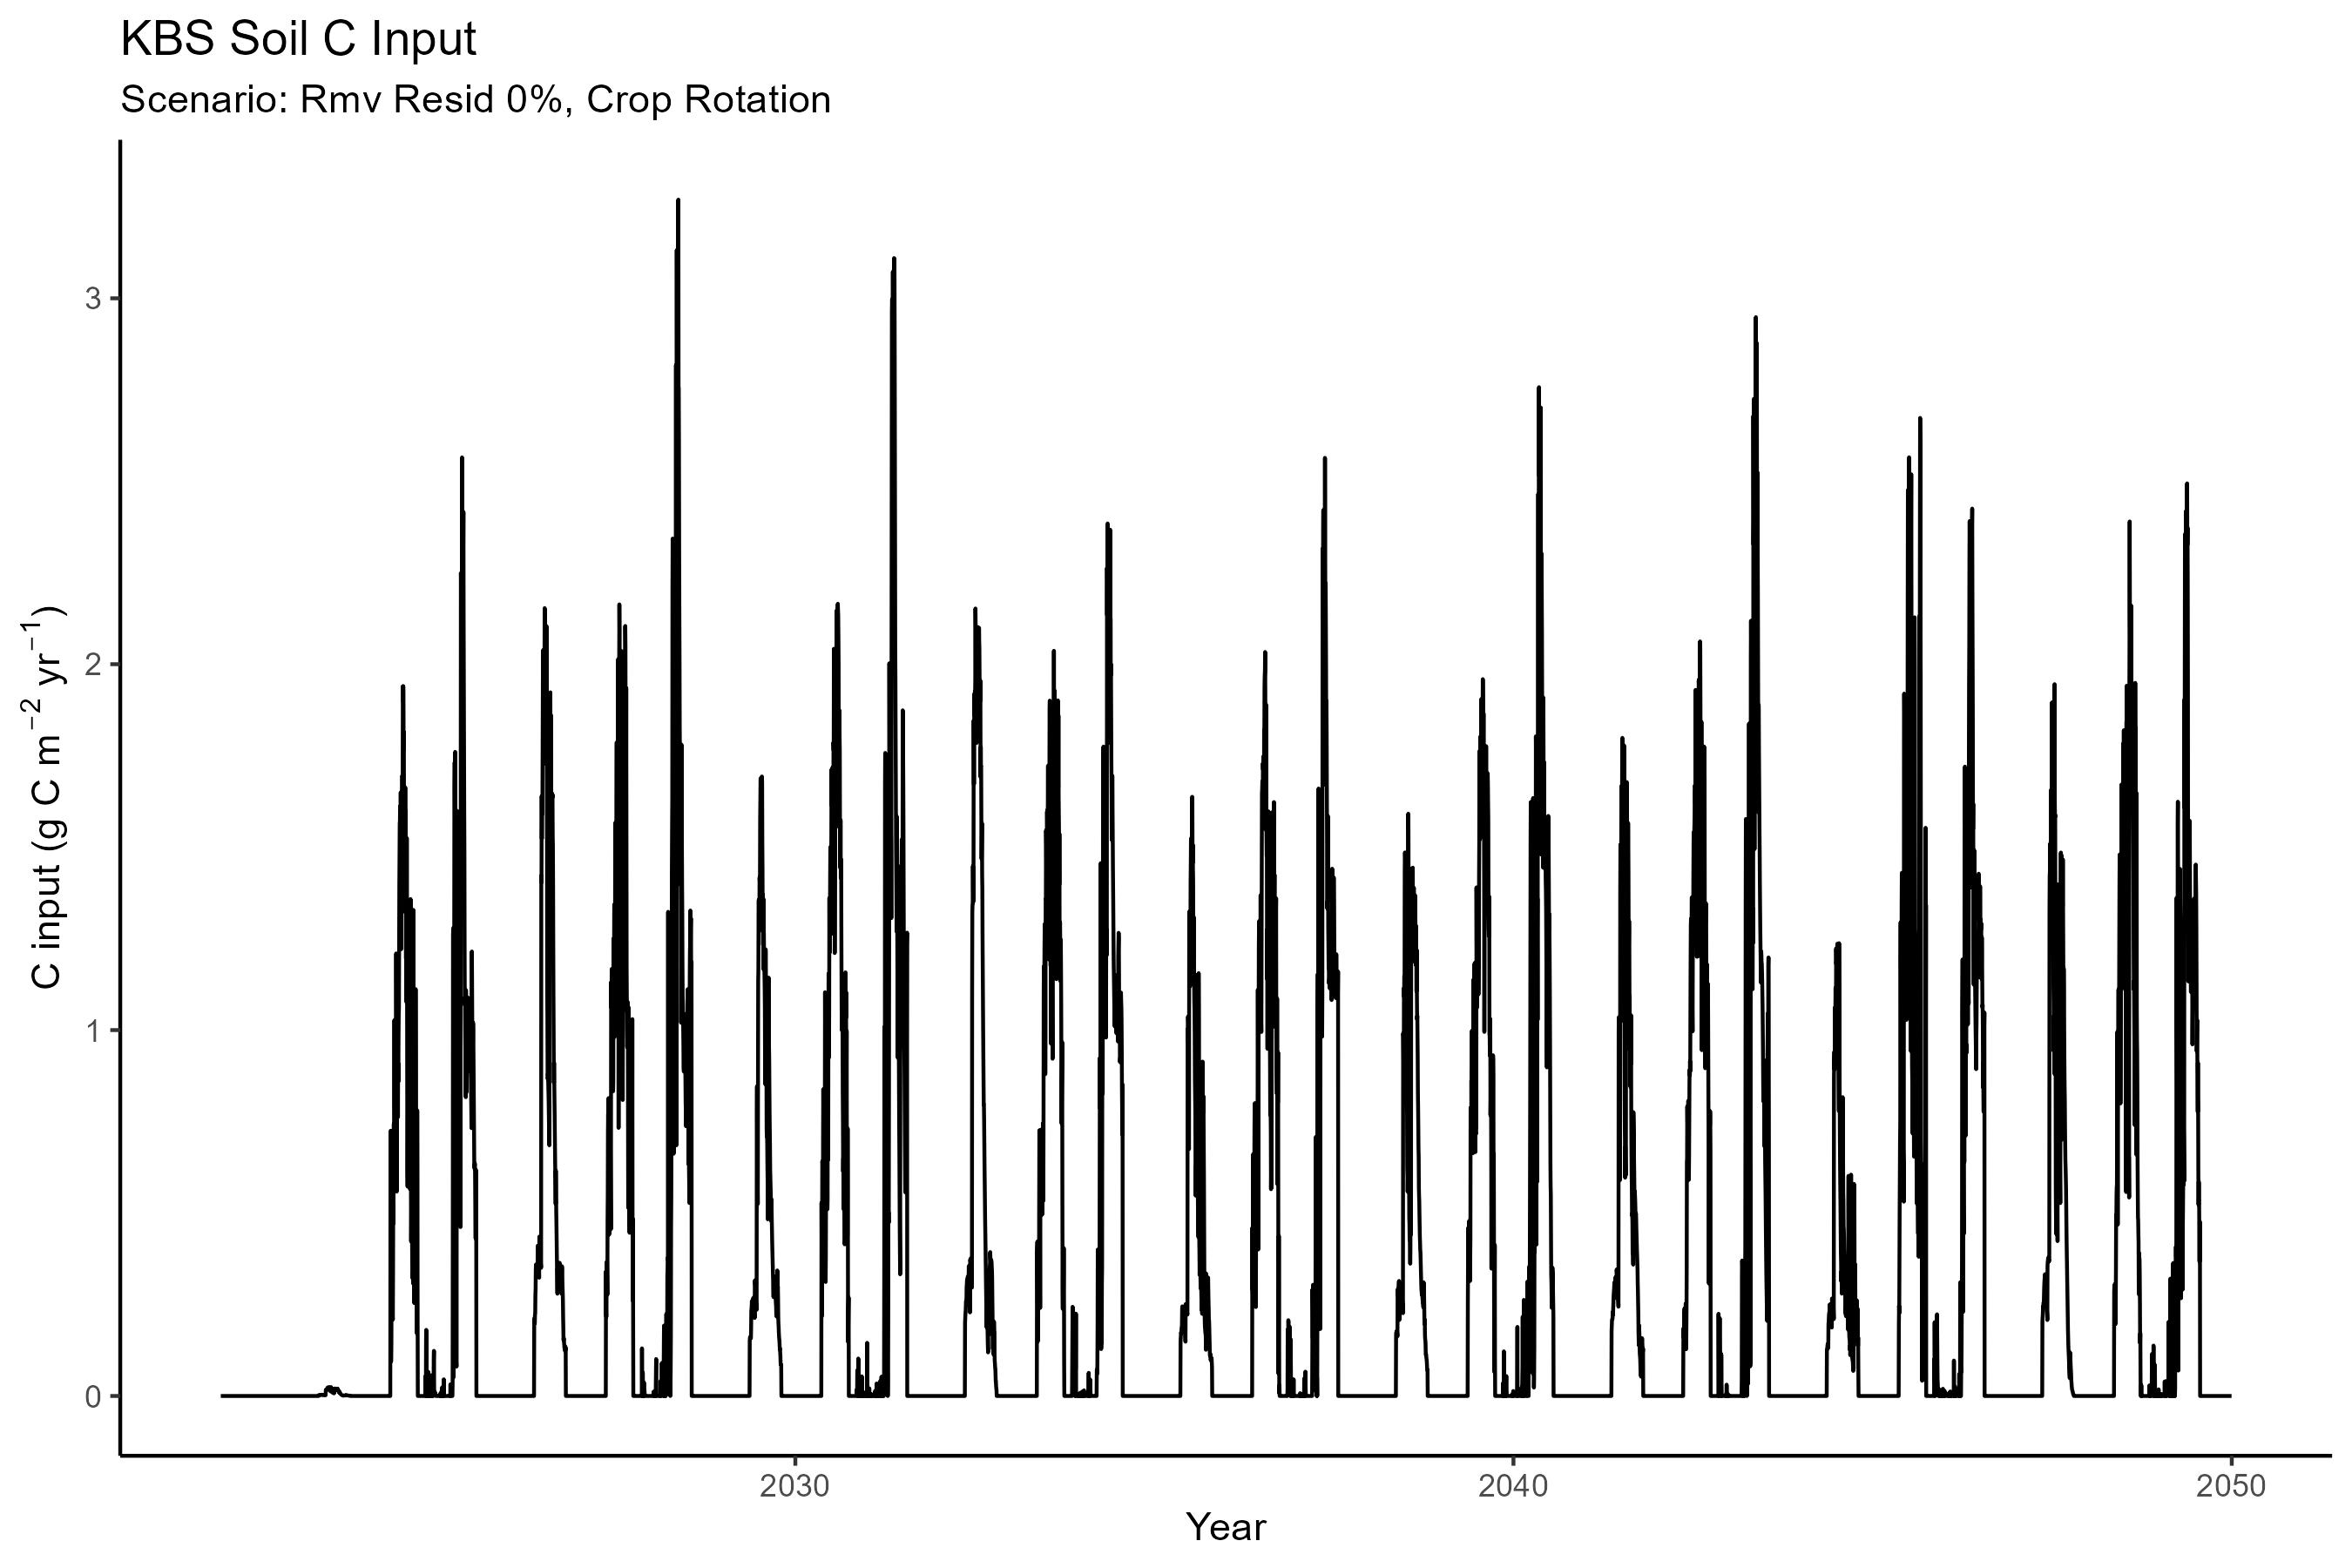 KBS Soil C Input
Scenario: Rmv Resid 0%, Crop Rotation
C input (g C m⁻² yr⁻¹)
3
2
1
0
2030
2040
2050
Year